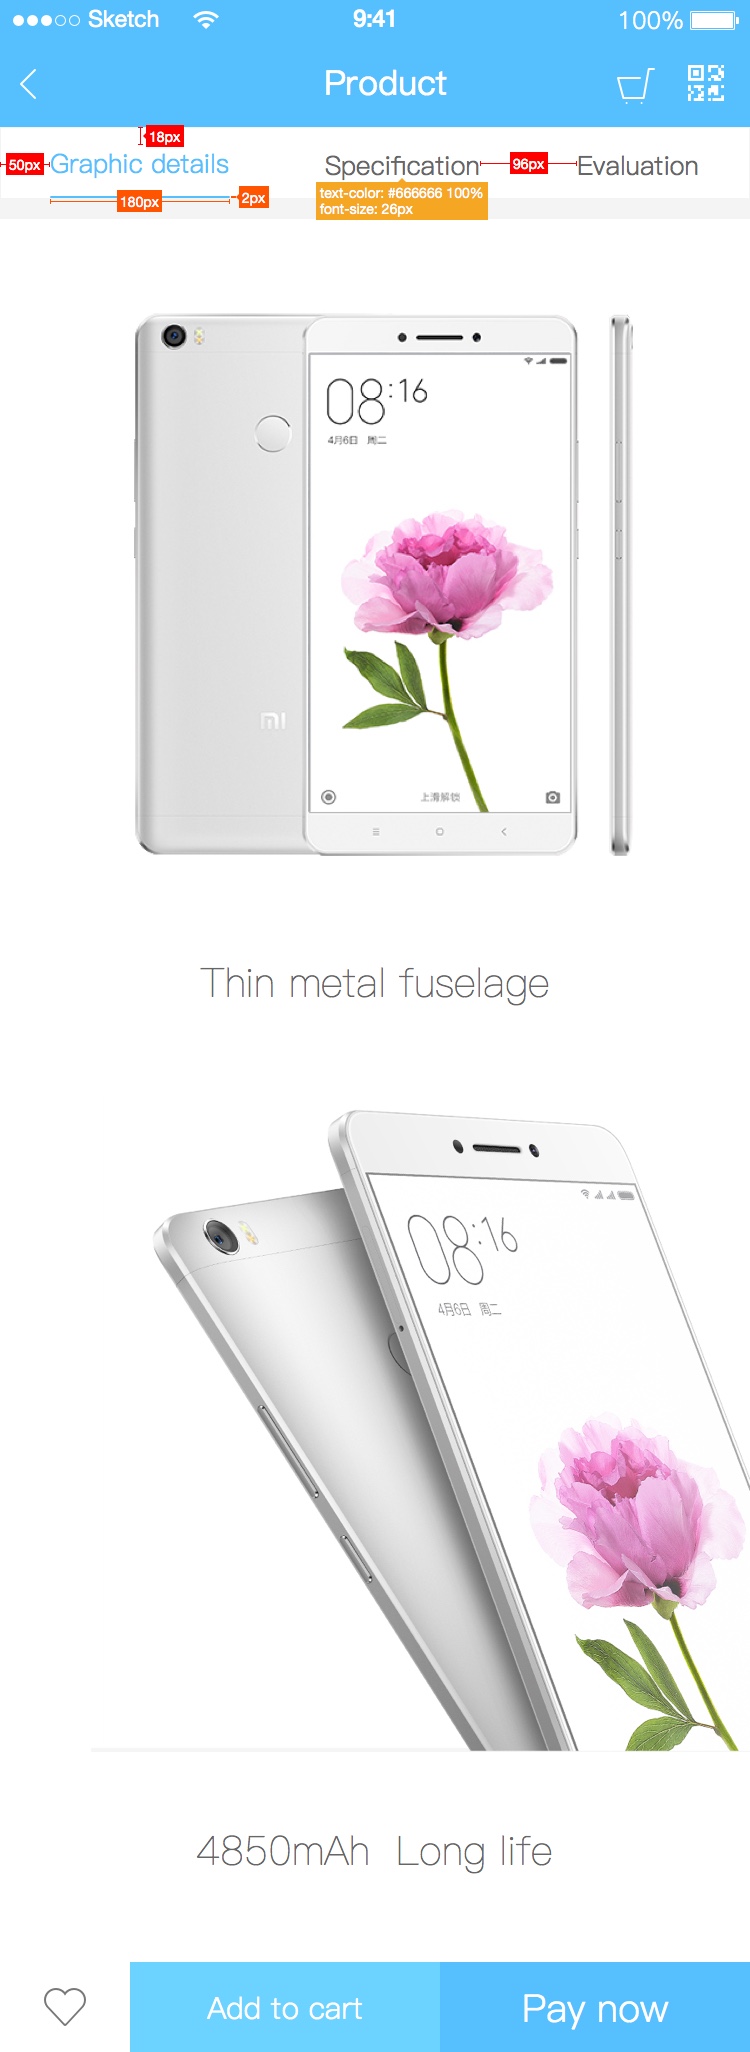 Sketch 9:41 100%
Product
18px
50px Graphic details Specification 96px Evaluation
180px 2px text-color: #666666 100%
font-size: 26px
08:16
4月6日 周二
mi
上滑解锁
Thin metal fuselage
08:16
4月6日 周二
4850mAh Long life
Add to cart Pay now